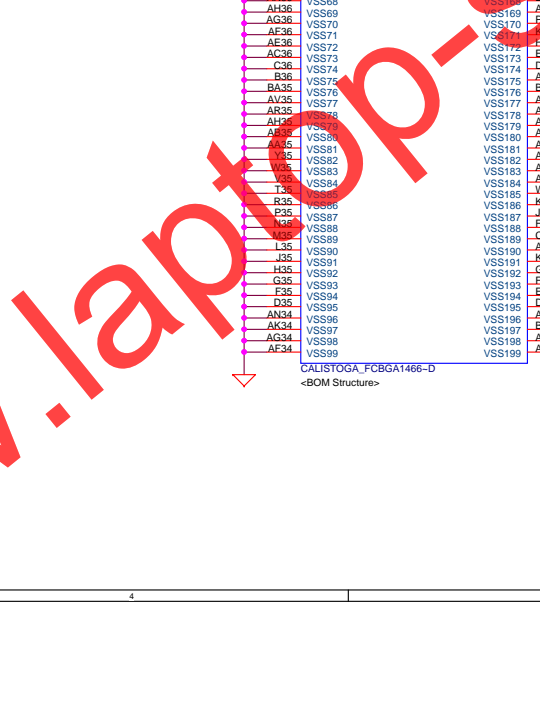 VSS68 VSS168
AH36 VSS69 VSS169
AG36 VSS70 VSS170
AF36 VSS71 VSS171
AE36 VSS72 VSS172
AC36 VSS73 VSS173
C36 VSS74 VSS174
B36 VSS75 VSS175
BA35 VSS76 VSS176
AV35 VSS77 VSS177
AR35 VSS78 VSS178
AH35 VSS79 VSS179
AB35 VSS80 VSS180
AA35 VSS81 VSS181
Y35 VSS82 VSS182
W35 VSS83 VSS183
V35 VSS84 VSS184
T35 VSS85 VSS185
R35 VSS86 VSS186
P35 VSS87 VSS187
N35 VSS88 VSS188
M35 VSS89 VSS189
L35 VSS90 VSS190
J35 VSS91 VSS191
H35 VSS92 VSS192
G35 VSS93 VSS193
F35 VSS94 VSS194
D35 VSS95 VSS195
AN34 VSS96 VSS196
AK34 VSS97 VSS197
AG34 VSS98 VSS198
AF34 VSS99 VSS199
CALISTOGA_FCBGA1466~D
<BOM Structure>
.laptop-
4